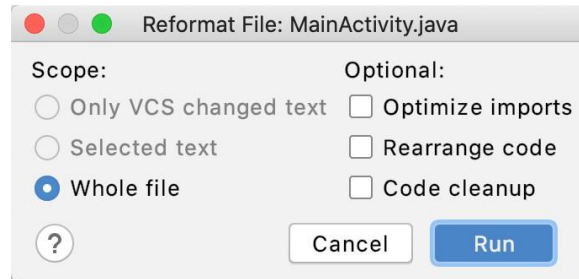 Reformat File: MainActivity.java
Scope:
Optional:
Only VCS changed text
Optimize imports
Selected text
Rearrange code
Whole file
Code cleanup
?
Cancel
Run